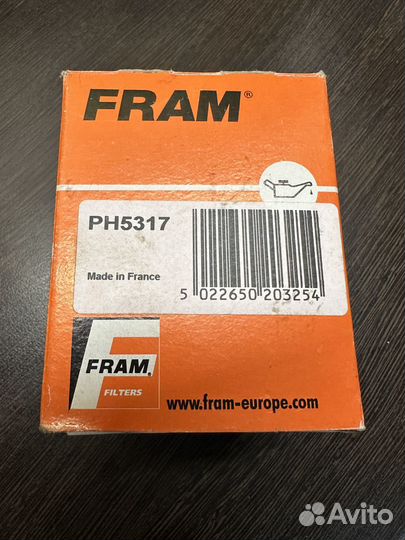 FRAM®
PH5317
Made in France
5 022650 203254
FRAM®
FILTERS
www.fram-europe.com
Avito